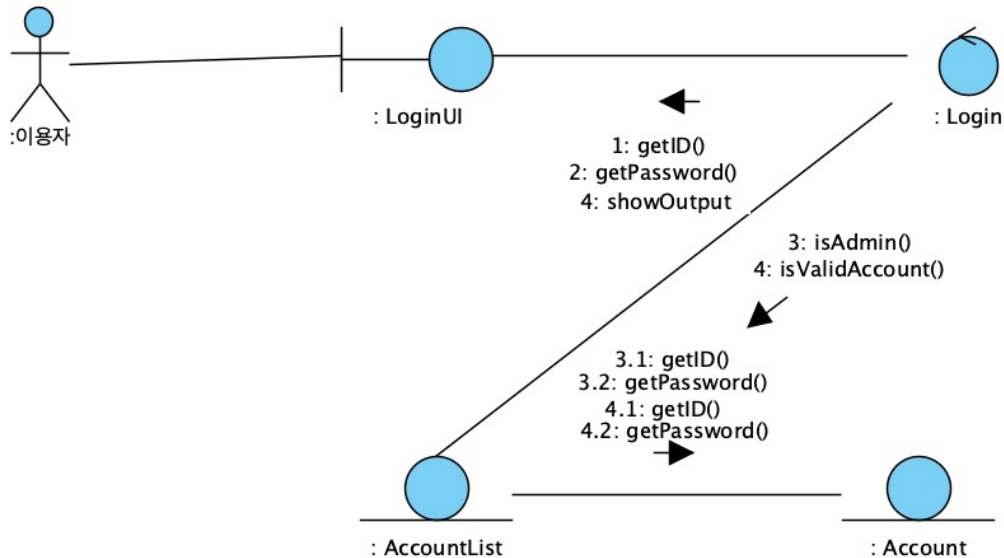 :이용자
: LoginUI
: Login
1: getID()
2: getPassword()
4: showOutput
3: isAdmin()
4: isValidAccount()
3.1: getID()
3.2: getPassword()
4.1: getID()
4.2: getPassword()
: AccountList
: Account